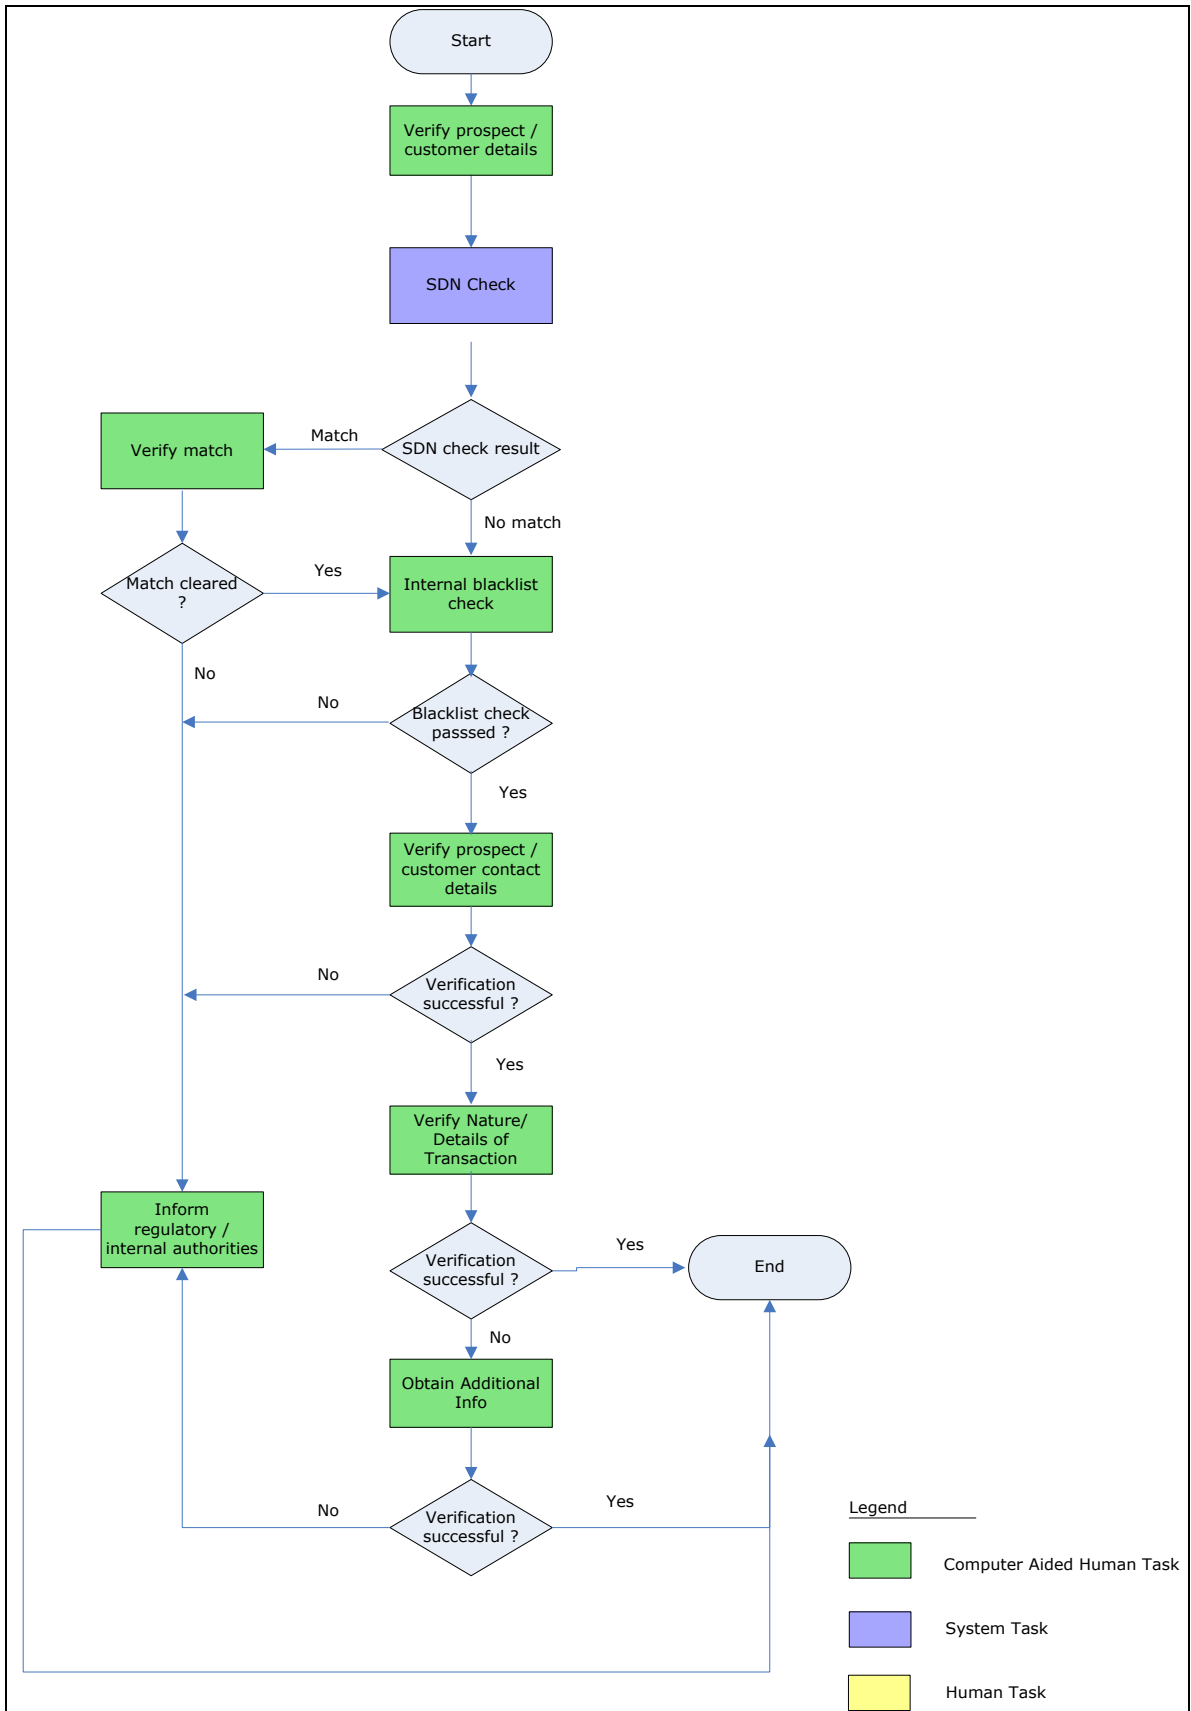 Start
Verify prospect /
customer details
SDN Check
SDN check result
Match
Verify match
No match
Match cleared
?
Yes
Internal blacklist
check
No
No
Blacklist check
passsed ?
Yes
Verify prospect /
customer contact
details
No
Verification
successful ?
Yes
Verify Nature/
Details of
Transaction
Inform
regulatory /
internal authorities
Verification
successful ?
Yes
End
No
Obtain Additional
Info
No
Verification
successful ?
Yes
Legend
Computer Aided Human Task
System Task
Human Task